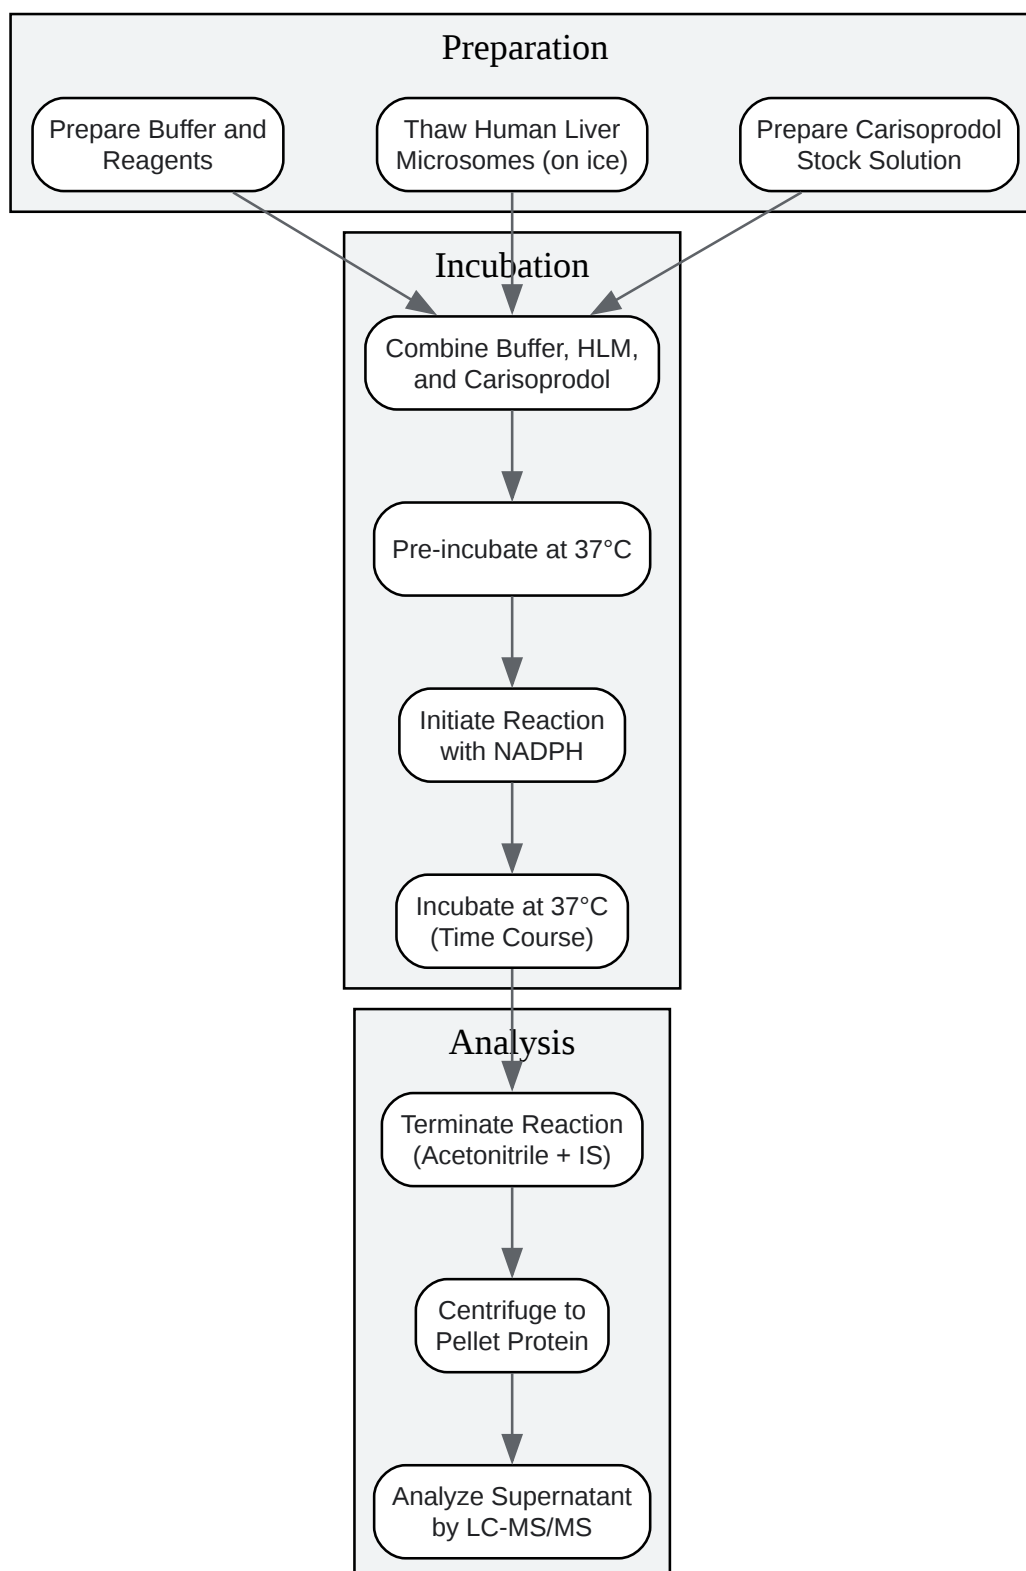 Preparation
Prepare Buffer and
Reagents
Thaw Human Liver
Microsomes (on ice)
Prepare Carisoprodol
Stock Solution
Incubation
Combine Buffer, HLM,
and Carisoprodol
Pre-incubate at 37°C
Initiate Reaction
with NADPH
Incubate at 37°C
(Time Course)
Analysis
Terminate Reaction
(Acetonitrile + IS)
Centrifuge to
Pellet Protein
Analyze Supernatant
by LC-MS/MS